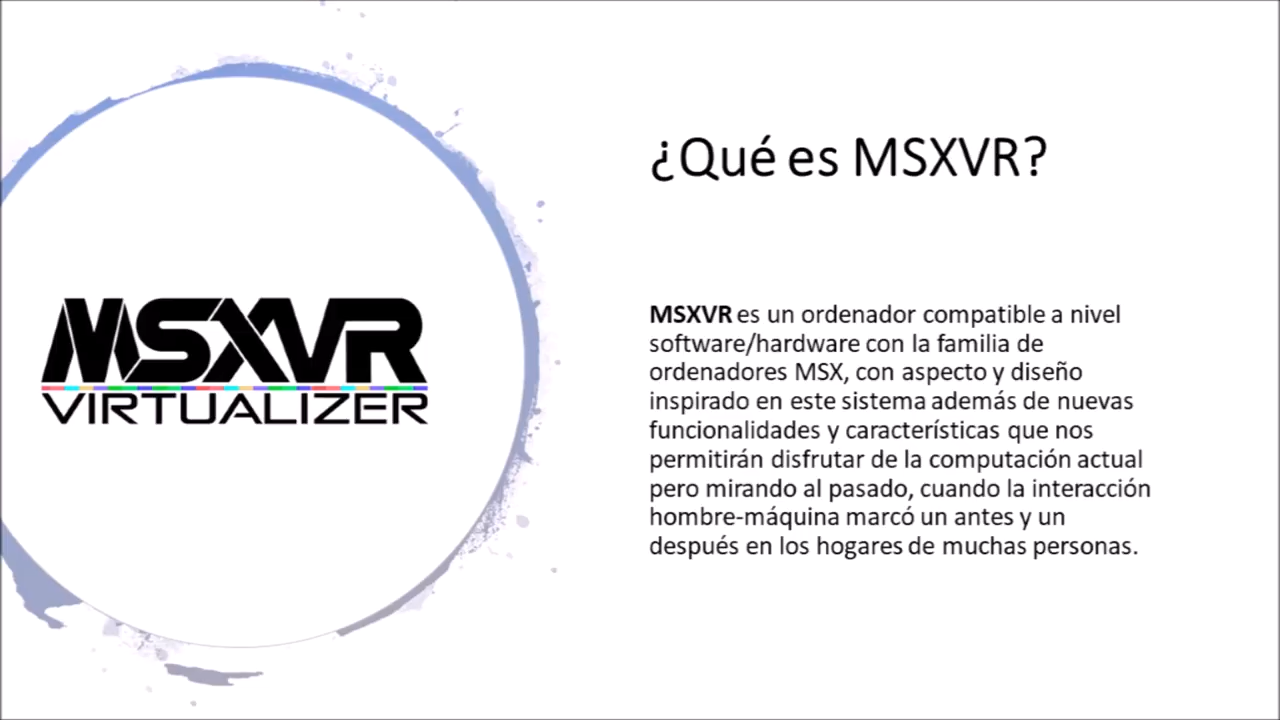 ¿Qué es MSXVR?
MSXVR
VIRTUALIZER
MSXVR es un ordenador compatible a nivel
software/hardware con la familia de
ordenadores MSX, con aspecto y diseño
inspirado en este sistema además de nuevas
funcionalidades y características que nos
permitirán disfrutar de la computación actual
pero mirando al pasado, cuando la interacción
hombre-máquina marcó un antes y un
después en los hogares de muchas personas.